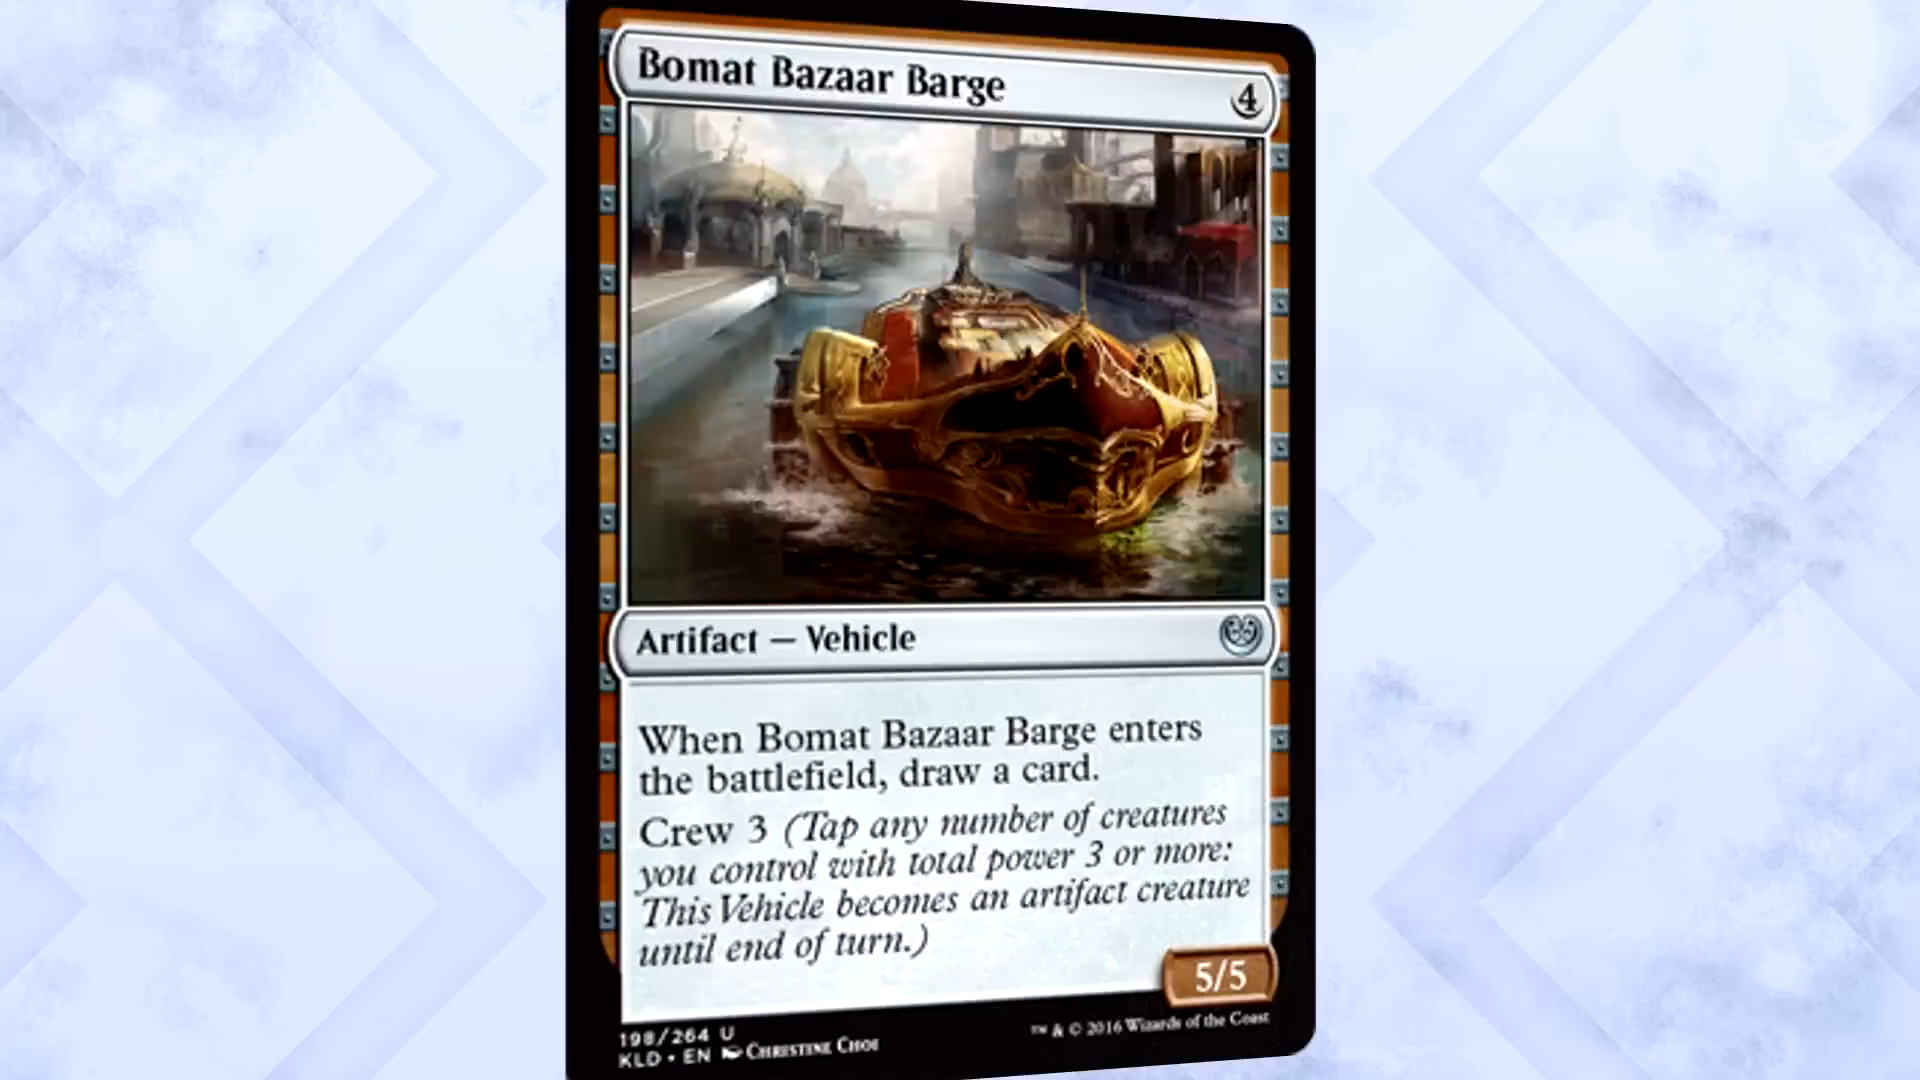 Bomat Bazaar Barge
4
Artifact — Vehicle
When Bomat Bazaar Barge enters
the battlefield, draw a card.
Crew 3 (Tap any number of creatures
you control with total power 3 or more:
This Vehicle becomes an artifact creature
until end of turn.)
5/5
198/264 U
KLD • EN Christine Choi
™ & © 2016 Wizards of the Coast